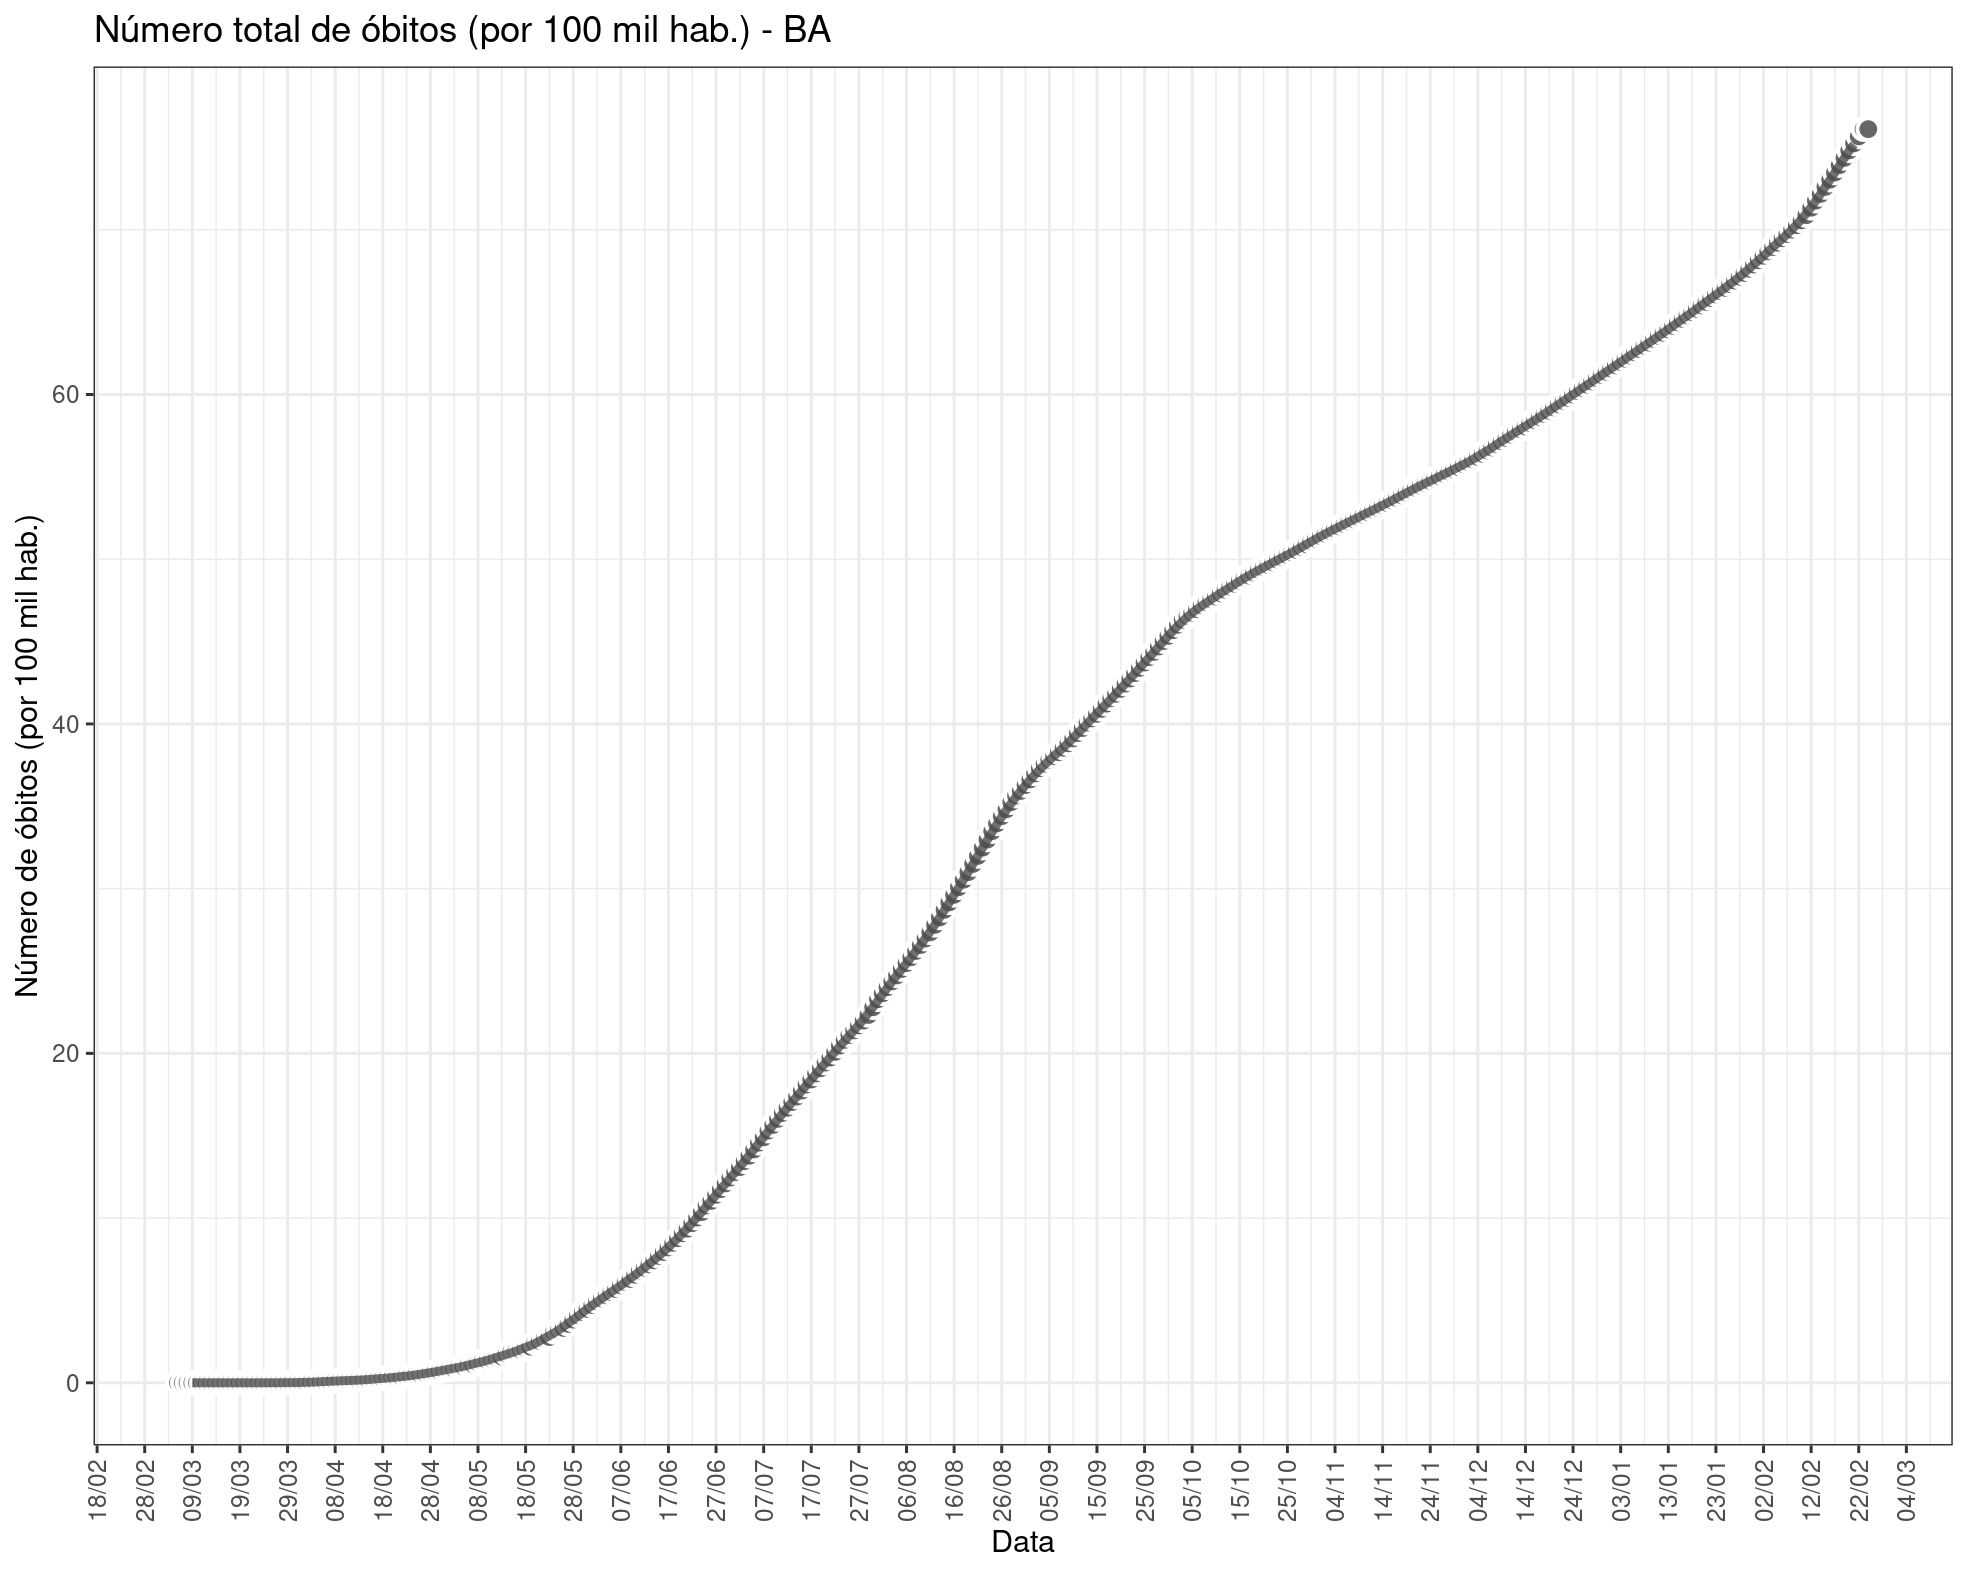 Número total de óbitos (por 100 mil hab.) - BA
Número de óbitos (por 100 mil hab.)
60
40
20
0
18/02 28/02 09/03 19/03 29/03 08/04 18/04 28/04 08/05 18/05 28/05 07/06 17/06 27/06 07/07 17/07 27/07 06/08 16/08 26/08 05/09 15/09 25/09 05/10 15/10 25/10 04/11 14/11 24/11 04/12 14/12 24/12 03/01 13/01 23/01 02/02 12/02 22/02 04/03
Data